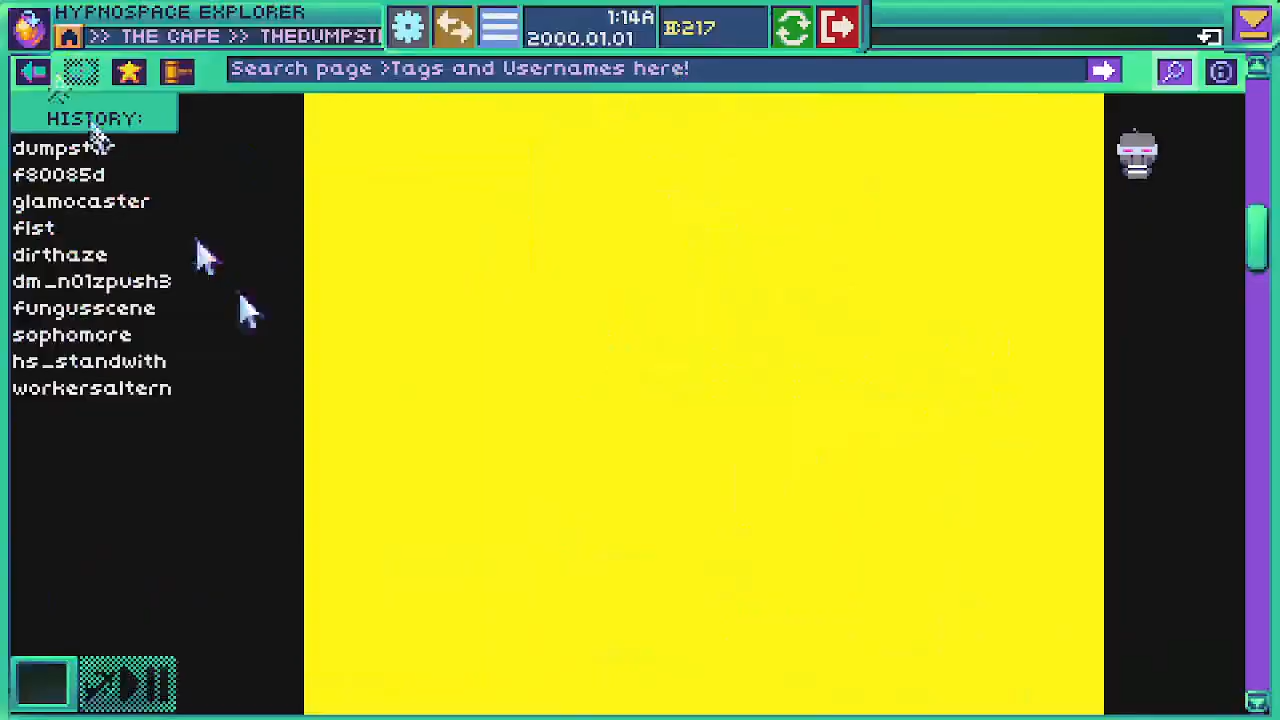 HYPNOSPACE EXPLORER
>> THE CAFE >> THEDUMPST
1:14A
2000.01.01
217
Search page >Tags and Usernames here!
HISTORY:
f80085d
glamocaster
fist
dirthaze
dm_n01zpush3
fungusscene
sophomore
hs_standwith
workersaltern